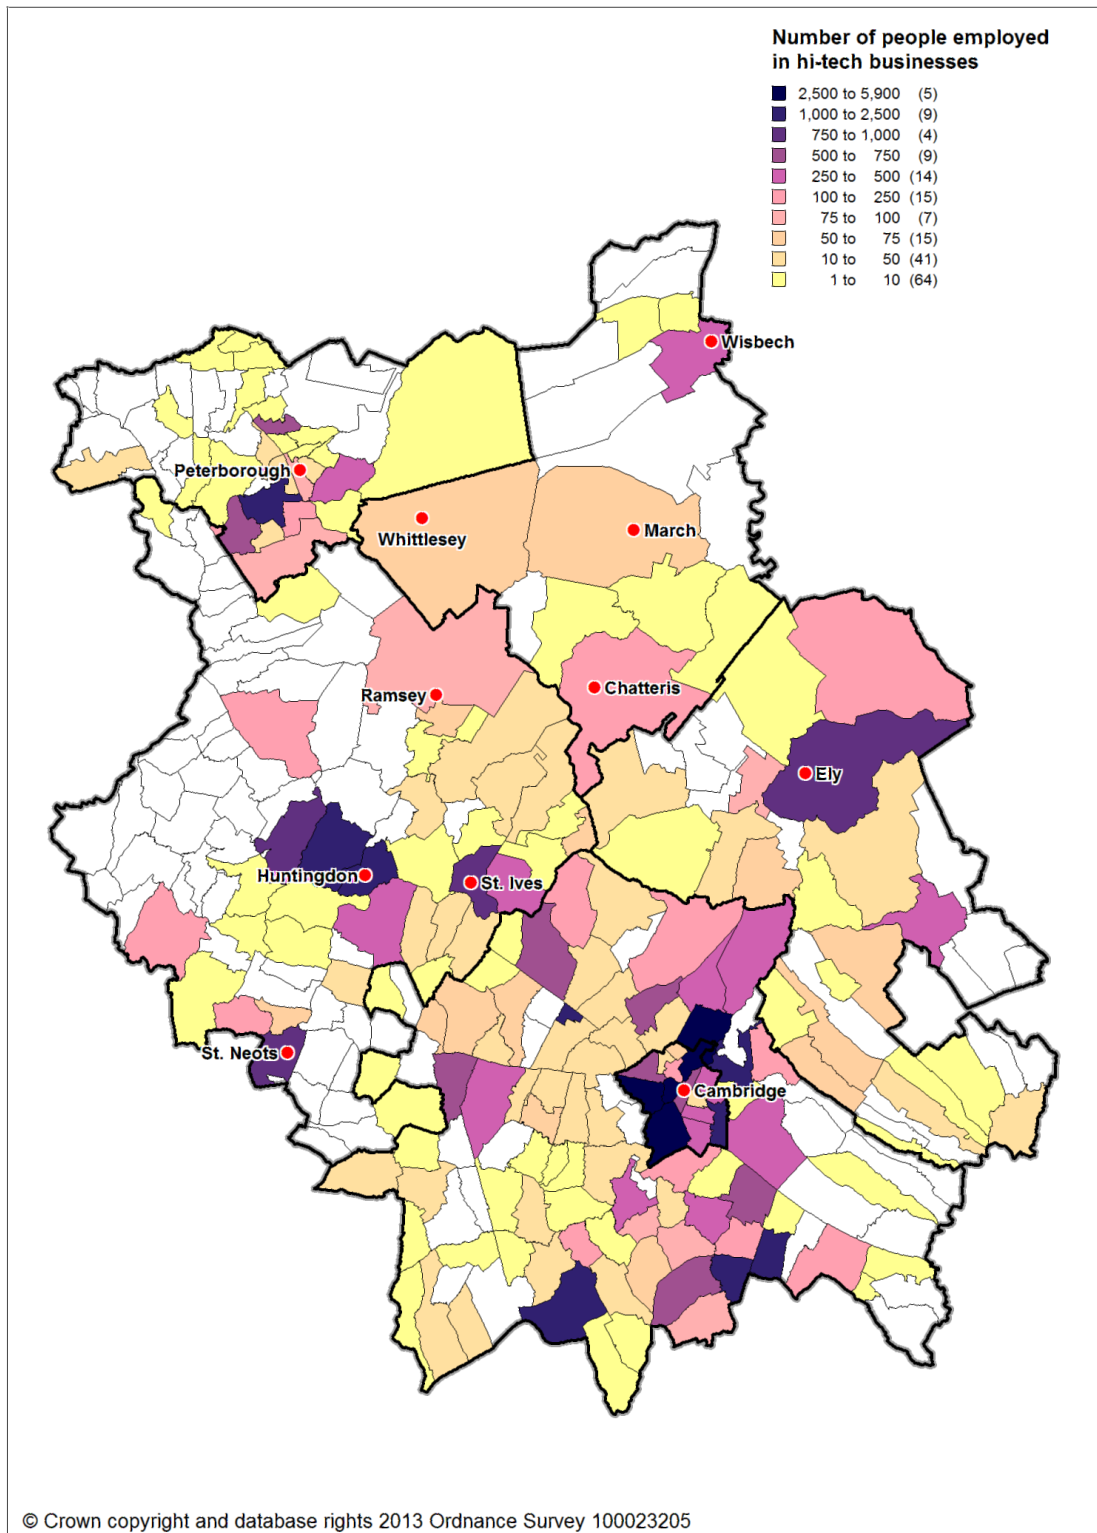 Number of people employed
in hi-tech businesses
2,500 to 5,900 (5)
1,000 to 2,500 (9)
750 to 1,000 (4)
500 to 750 (9)
250 to 500 (14)
100 to 250 (15)
75 to 100 (7)
50 to 75 (15)
10 to 50 (41)
1 to 10 (64)
Wisbech
Peterborough
Whittlesey
March
Ramsey
Chatteris
Ely
Huntingdon
St. Ives
St. Neots
Cambridge
© Crown copyright and database rights 2013 Ordnance Survey 100023205